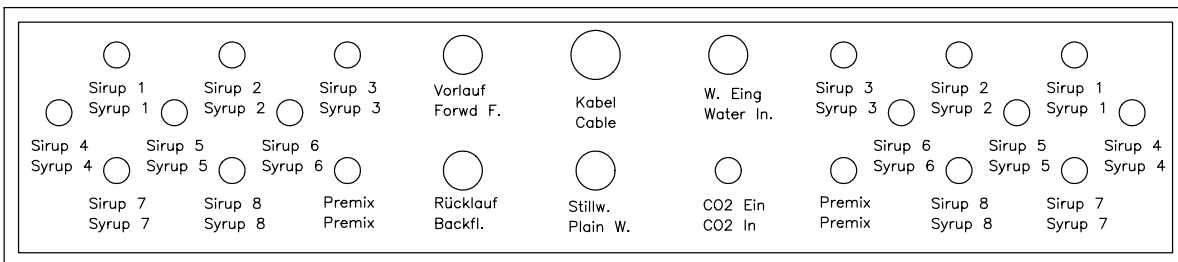 Sirup 1
Syrup 1
Sirup 2
Syrup 2
Sirup 3
Syrup 3
Vorlauf
Forwd F.
Kabel
Cable
W. Eing
Water In.
Sirup 3
Syrup 3
Sirup 2
Syrup 2
Sirup 1
Syrup 1
Sirup 4
Syrup 4
Sirup 5
Syrup 5
Sirup 6
Syrup 6
Sirup 6
Syrup 6
Sirup 5
Syrup 5
Sirup 4
Syrup 4
Sirup 7
Syrup 7
Sirup 8
Syrup 8
Premix
Premix
Rücklauf
Backfl.
Stillw.
Plain W.
CO2 Ein
CO2 In
Premix
Premix
Sirup 8
Syrup 8
Sirup 7
Syrup 7